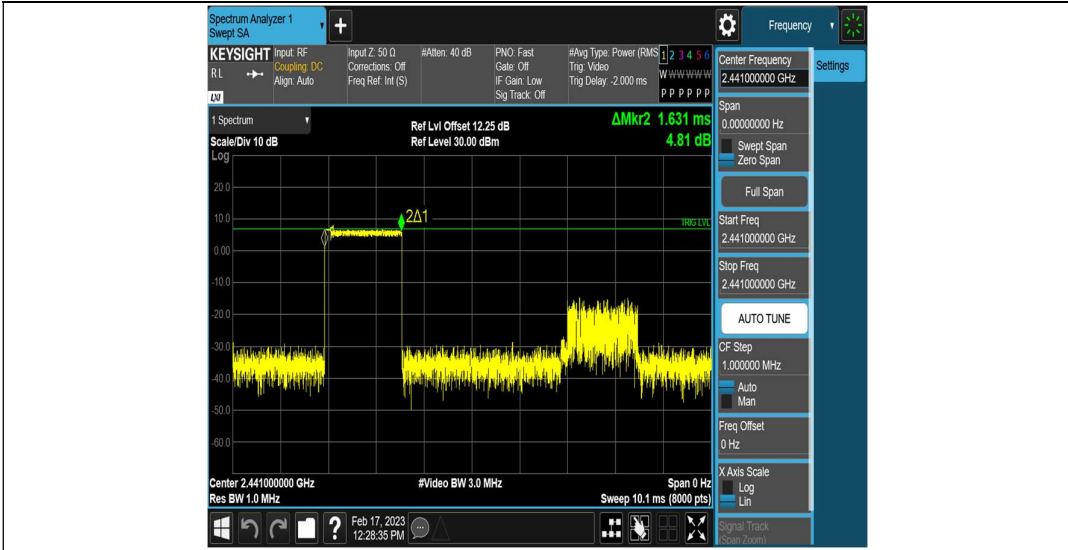 Spectrum Analyzer 1
Swept SA
Frequency
KEYSIGHT
R L
LXI
Input: RF
Coupling: DC
Align: Auto
Input Z: 50 Ω
Corrections: Off
Freq Ref: Int (S)
#Atten: 40 dB
PNO: Fast
Gate: Off
IF Gain: Low
Sig Track: Off
#Avg Type: Power (RMS
Trig: Video
Trig Delay: -2.000 ms
1 2 3 4 5 6
W W W W W W
P P P P P P
1 Spectrum
Scale/Div 10 dB
Ref Lvl Offset 12.25 dB
Ref Level 30.00 dBm
ΔMkr2 1.631 ms
4.81 dB
Log
20.0
10.0
0.00
-10.0
-20.0
-30.0
-40.0
-50.0
-60.0
2Δ1
TRIG LVL
Center 2.441000000 GHz
Res BW 1.0 MHz
#Video BW 3.0 MHz
Span 0 Hz
Sweep 10.1 ms (8000 pts)
Center Frequency
2.441000000 GHz
Settings
Span
0.00000000 Hz
Swept Span
Zero Span
Full Span
Start Freq
2.441000000 GHz
Stop Freq
2.441000000 GHz
AUTO TUNE
CF Step
1.000000 MHz
Auto
Man
Freq Offset
0 Hz
X Axis Scale
Log
Lin
Signal Track
(Span Zoom)
?
Feb 17, 2023
12:28:35 PM